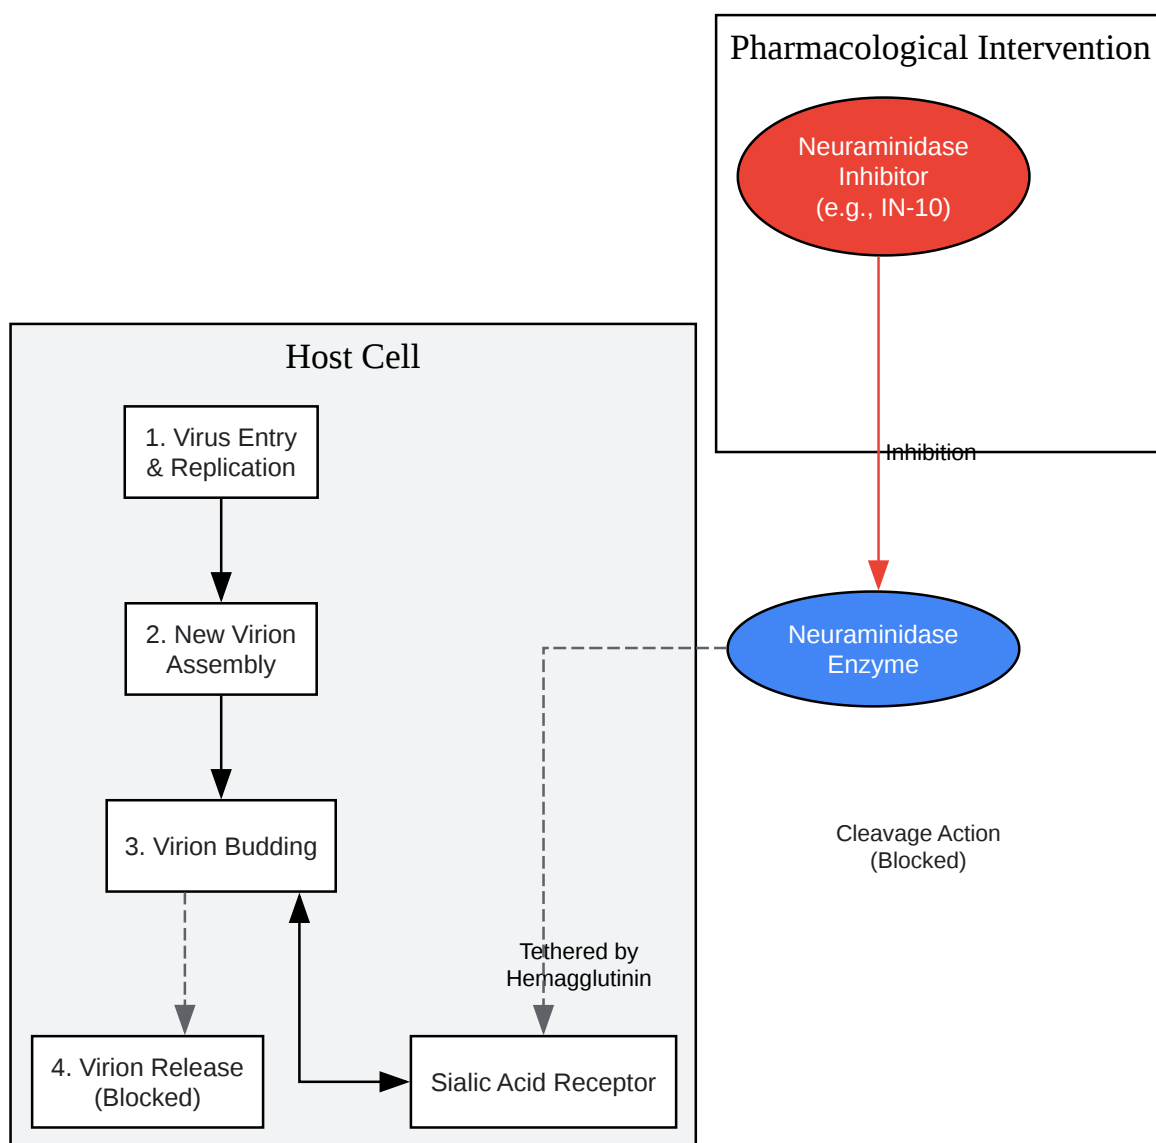 Pharmacological Intervention
Neuraminidase
Inhibitor
(e.g., IN-10)
Host Cell
1. Virus Entry
& Replication
Inhibition
2. New Virion
Assembly
Neuraminidase
Enzyme
3. Virion Budding
Cleavage Action
(Blocked)
Tethered by
Hemagglutinin
4. Virion Release
(Blocked)
Sialic Acid Receptor